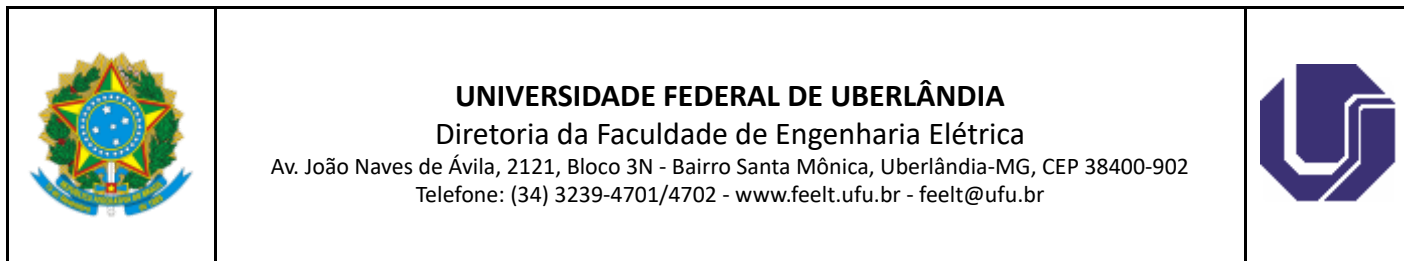 UNIVERSIDADE FEDERAL DE UBERLÂNDIA
Diretoria da Faculdade de Engenharia Elétrica
Av. João Naves de Ávila, 2121, Bloco 3N - Bairro Santa Mônica, Uberlândia-MG, CEP 38400-902
Telefone: (34) 3239-4701/4702 - www.feelt.ufu.br - feelt@ufu.br